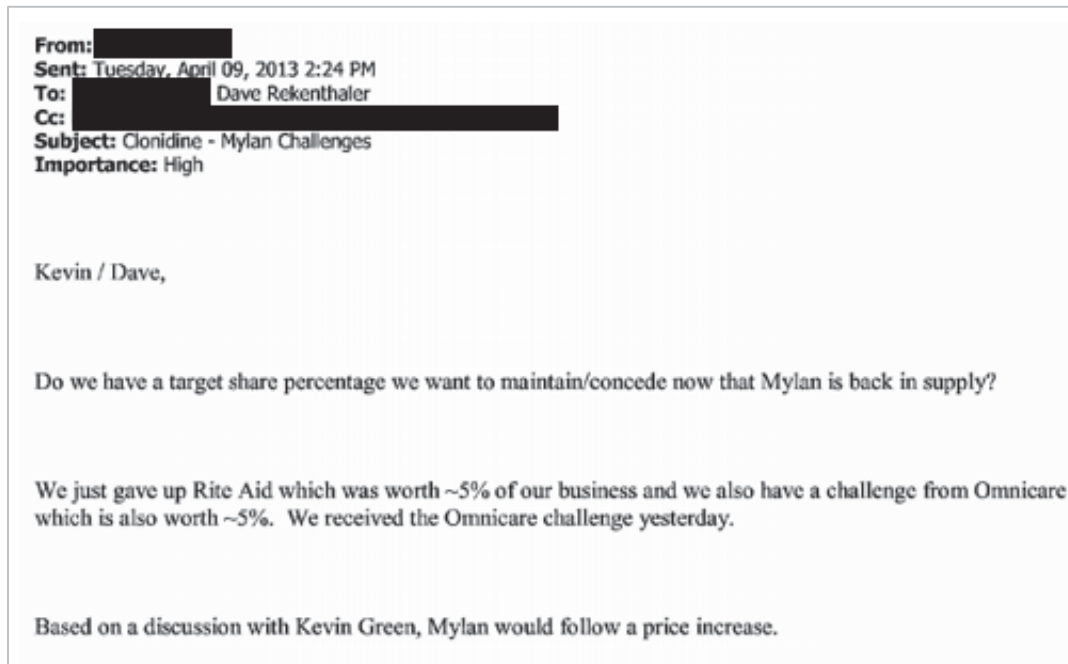 From:
Sent: Tuesday, April 09, 2013 2:24 PM
To: Dave Rekenthaler
Cc:
Subject: Clonidine - Mylan Challenges
Importance: High
Kevin / Dave,
Do we have a target share percentage we want to maintain/concede now that Mylan is back in supply?
We just gave up Rite Aid which was worth ~5% of our business and we also have a challenge from Omnicare
which is also worth ~5%. We received the Omnicare challenge yesterday.
Based on a discussion with Kevin Green, Mylan would follow a price increase.